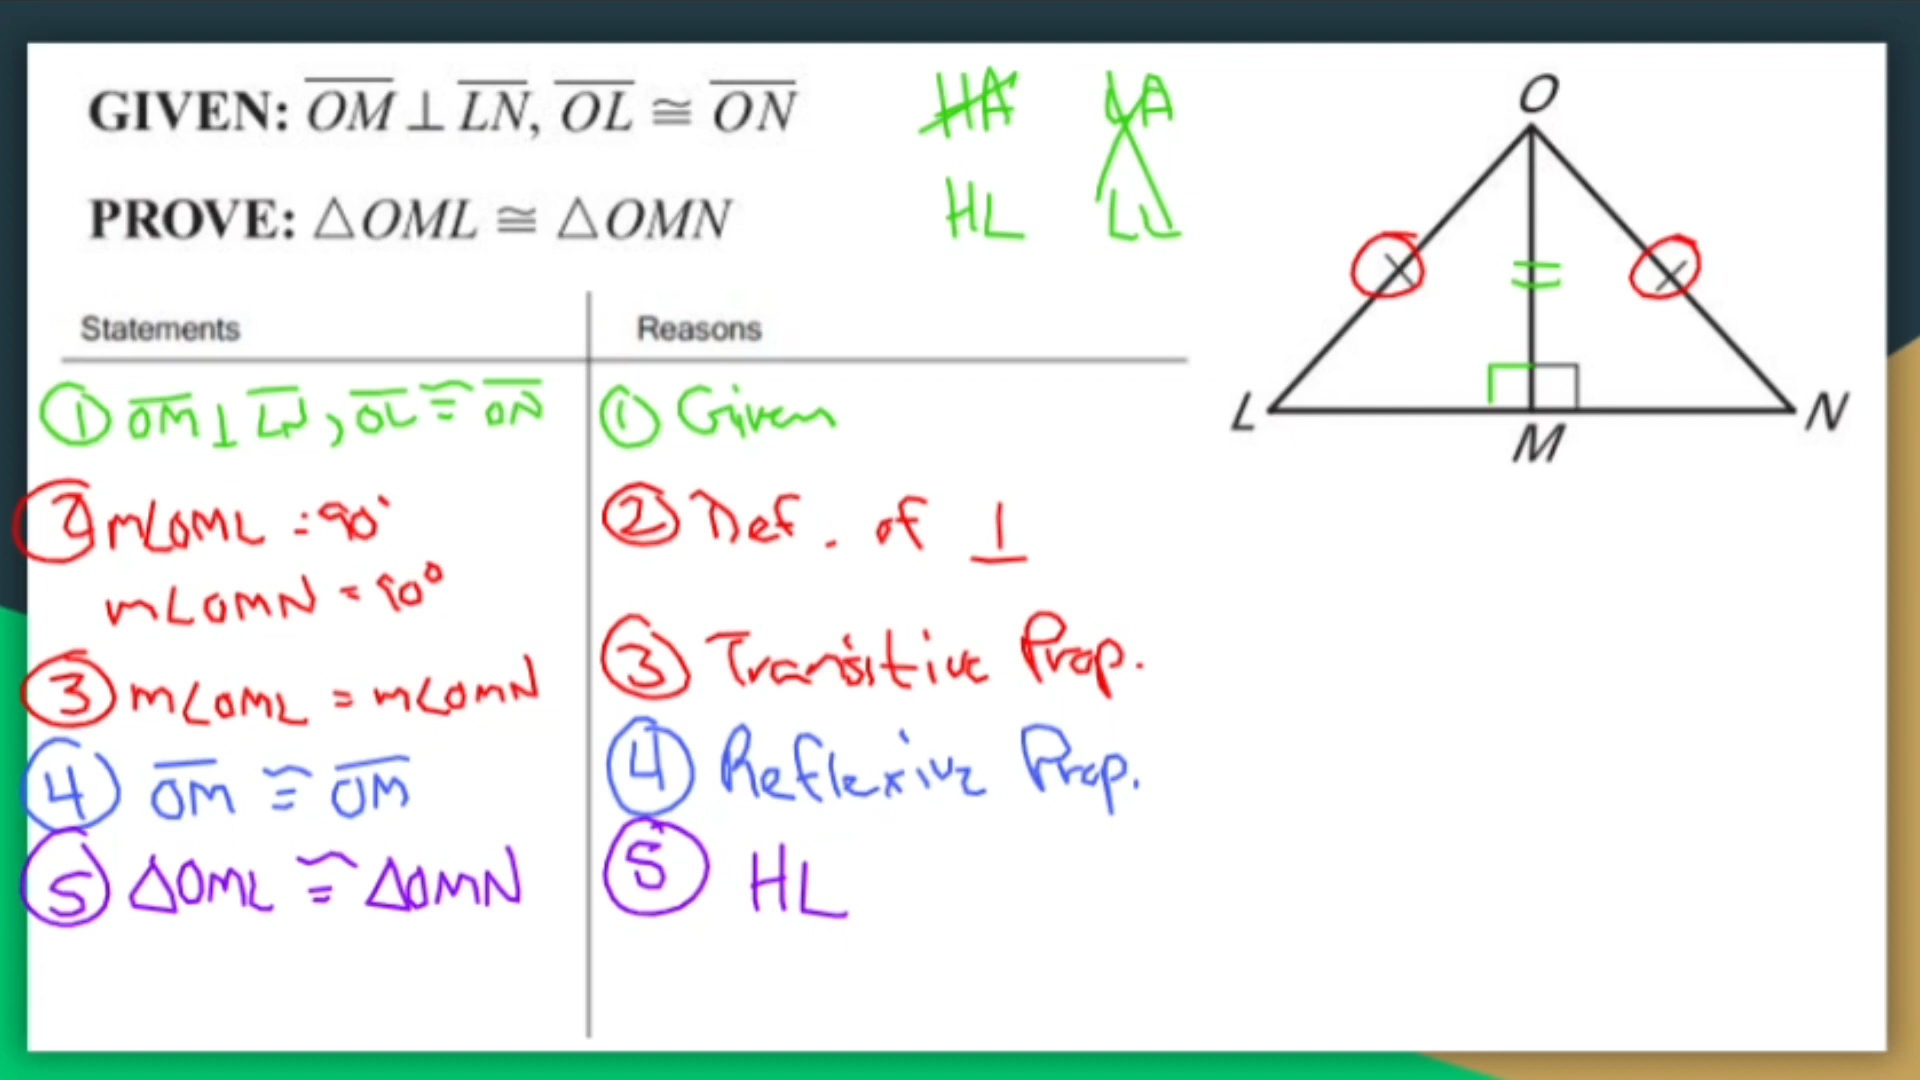 GIVEN: OM ⊥ LN, OL ≅ ON
PROVE: △OML ≅ △OMN
HA LA
HL LL
O
L
M
N
Statements Reasons
① OM ⊥ LN, OL ≅ ON ① Given
② m∠OML = 90° ② Def. of ⊥
m∠OMN = 90°
③ m∠OML = m∠OMN ③ Transitive Prop.
④ OM ≅ OM ④ Reflexive Prop.
⑤ △OML ≅ △OMN ⑤ HL